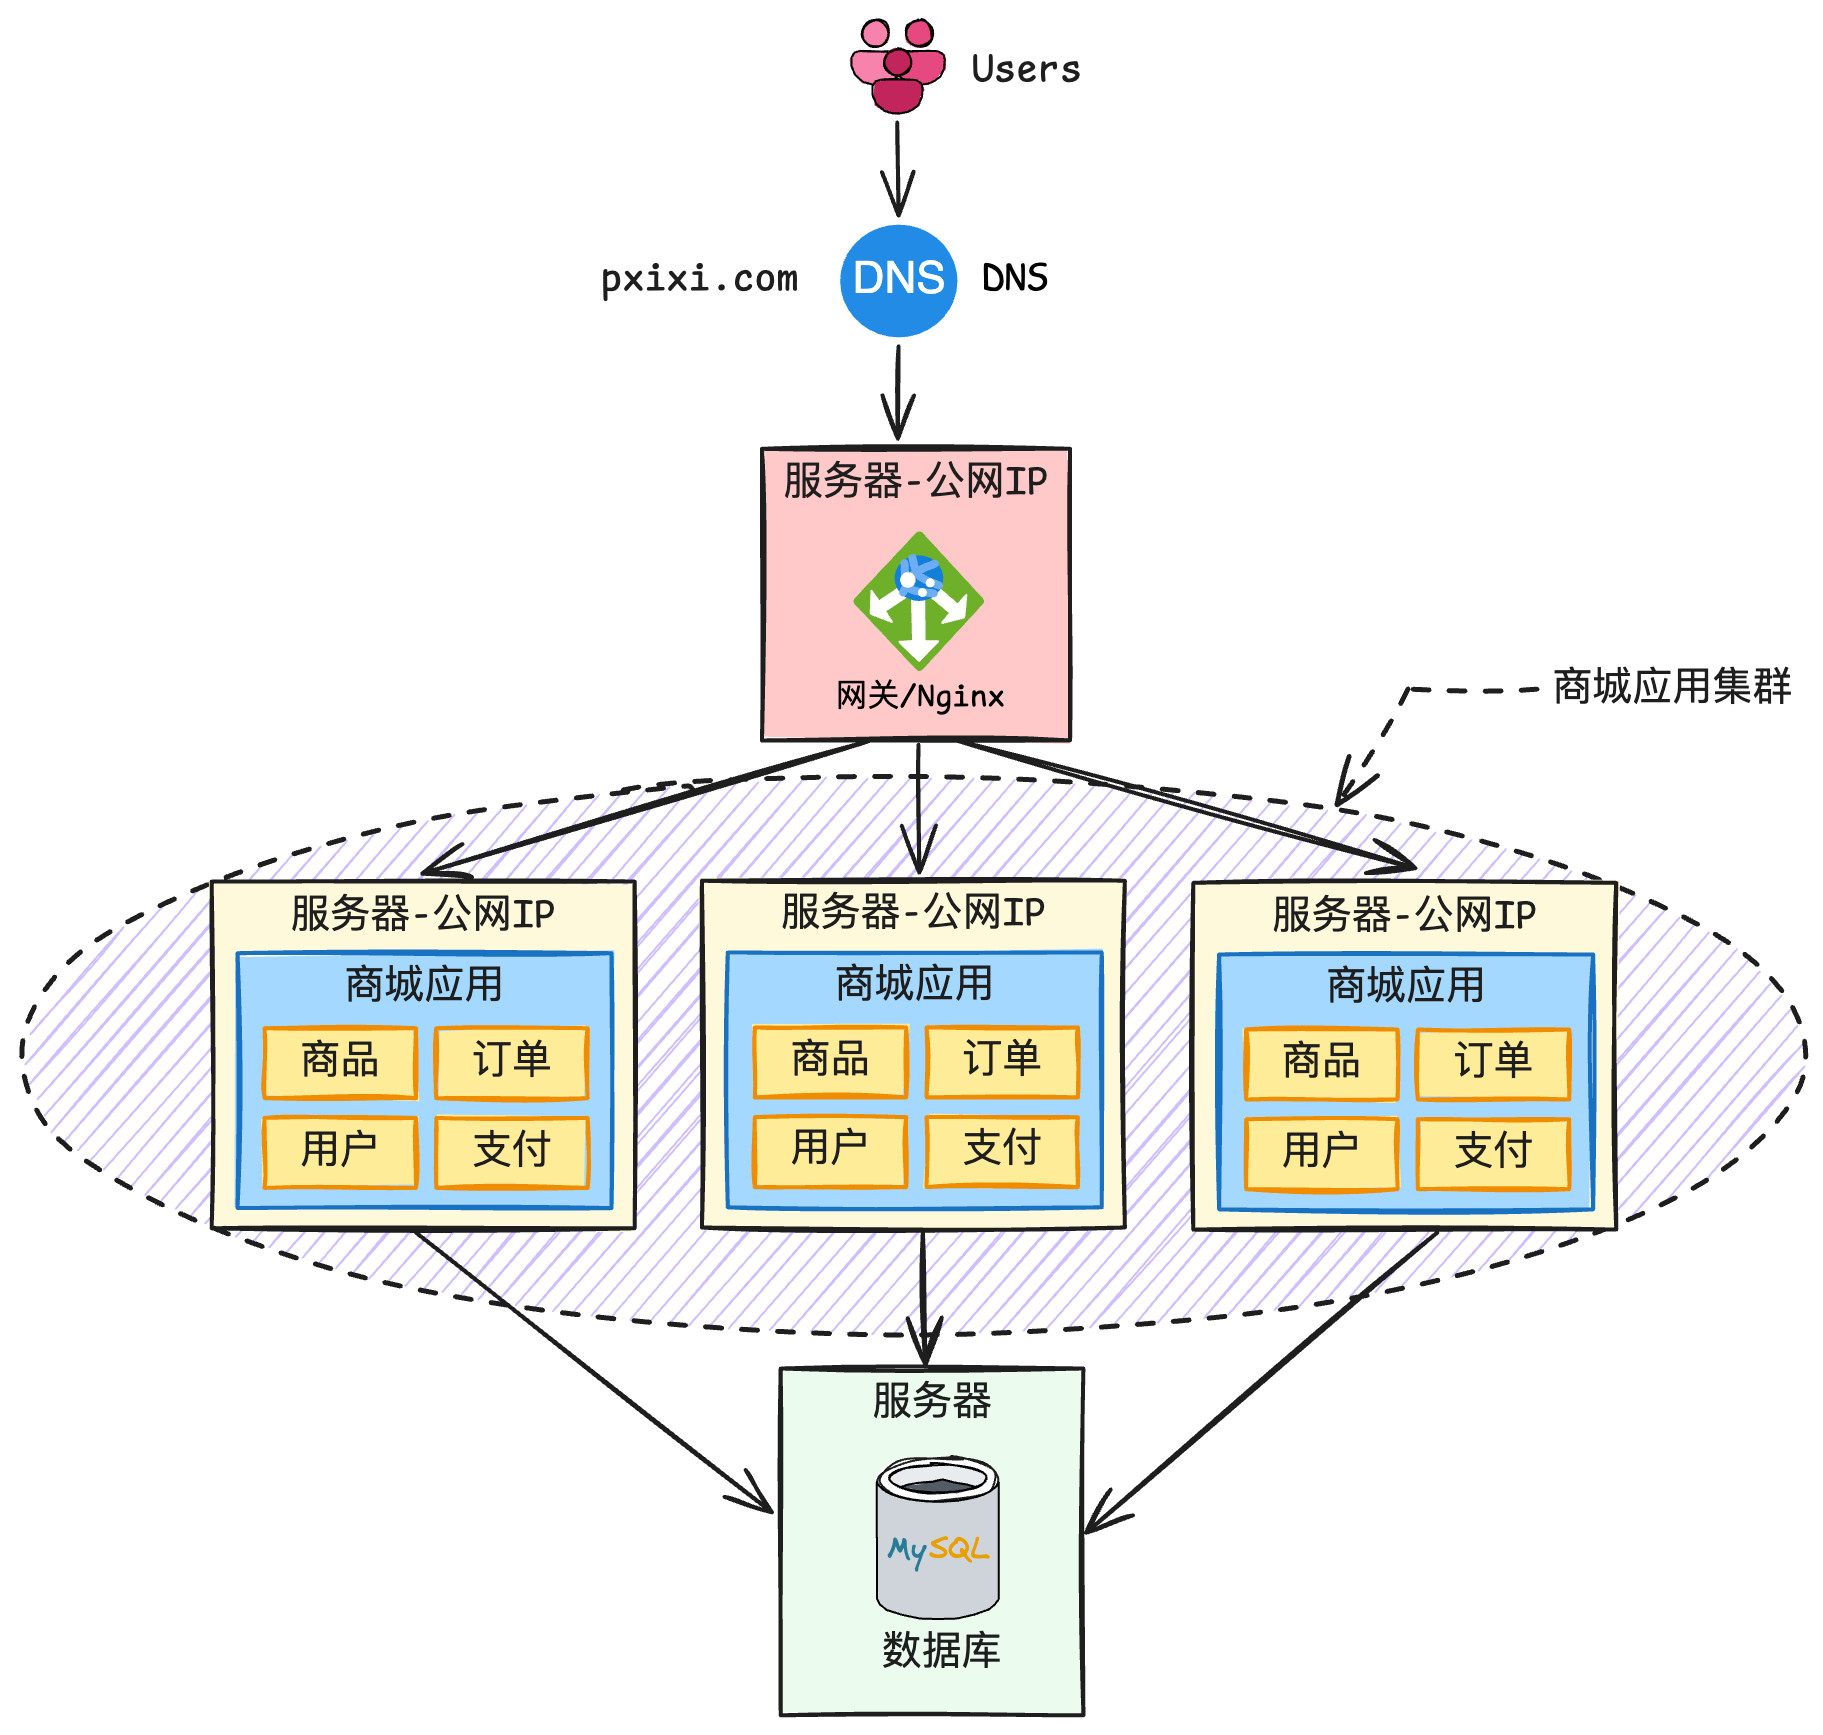 Users
pxixi.com
DNS
DNS
服务器-公网IP
网关/Nginx
商城应用集群
服务器-公网IP
商城应用
商品
订单
用户
支付
服务器-公网IP
商城应用
商品
订单
用户
支付
服务器-公网IP
商城应用
商品
订单
用户
支付
服务器
MySQL
数据库